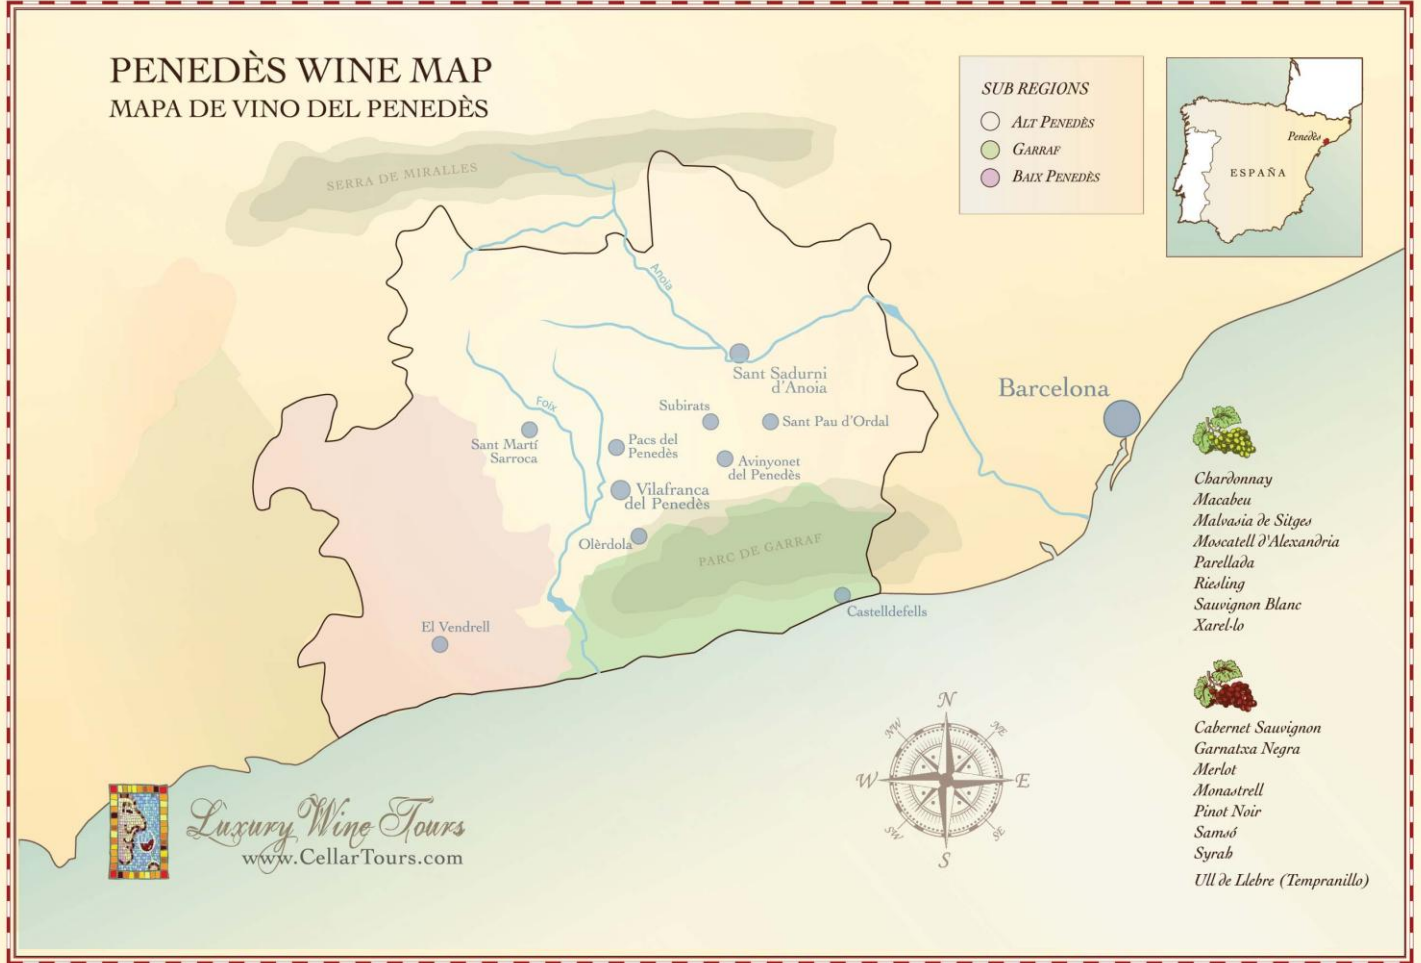 PENEDÈS WINE MAP
MAPA DE VINO DEL PENEDÈS
SUB REGIONS
ALT PENEDÈS
GARRAF
BAIX PENEDÈS
Penedès
ESPAÑA
SERRA DE MIRALLES
Anoia
Sant Sadurni
d'Anoia
Barcelona
Foix
Subirats
Sant Pau d'Ordal
Sant Martí
Sarroca
Pacs del
Penedès
Avinyonet
del Penedès
Vilafranca
del Penedès
Olèrdola
PARC DE GARRAF
Castelldefells
El Vendrell
Chardonnay
Macabeu
Malvasia de Sitges
Moscatell d'Alexandria
Parellada
Riesling
Sauvignon Blanc
Xarel·lo
Cabernet Sauvignon
Garnatxa Negra
Merlot
Monastrell
Pinot Noir
Samsó
Syrah
Ull de Llebre (Tempranillo)
N
NW
NE
W
E
SW
SE
S
Luxury Wine Tours
www.CellarTours.com